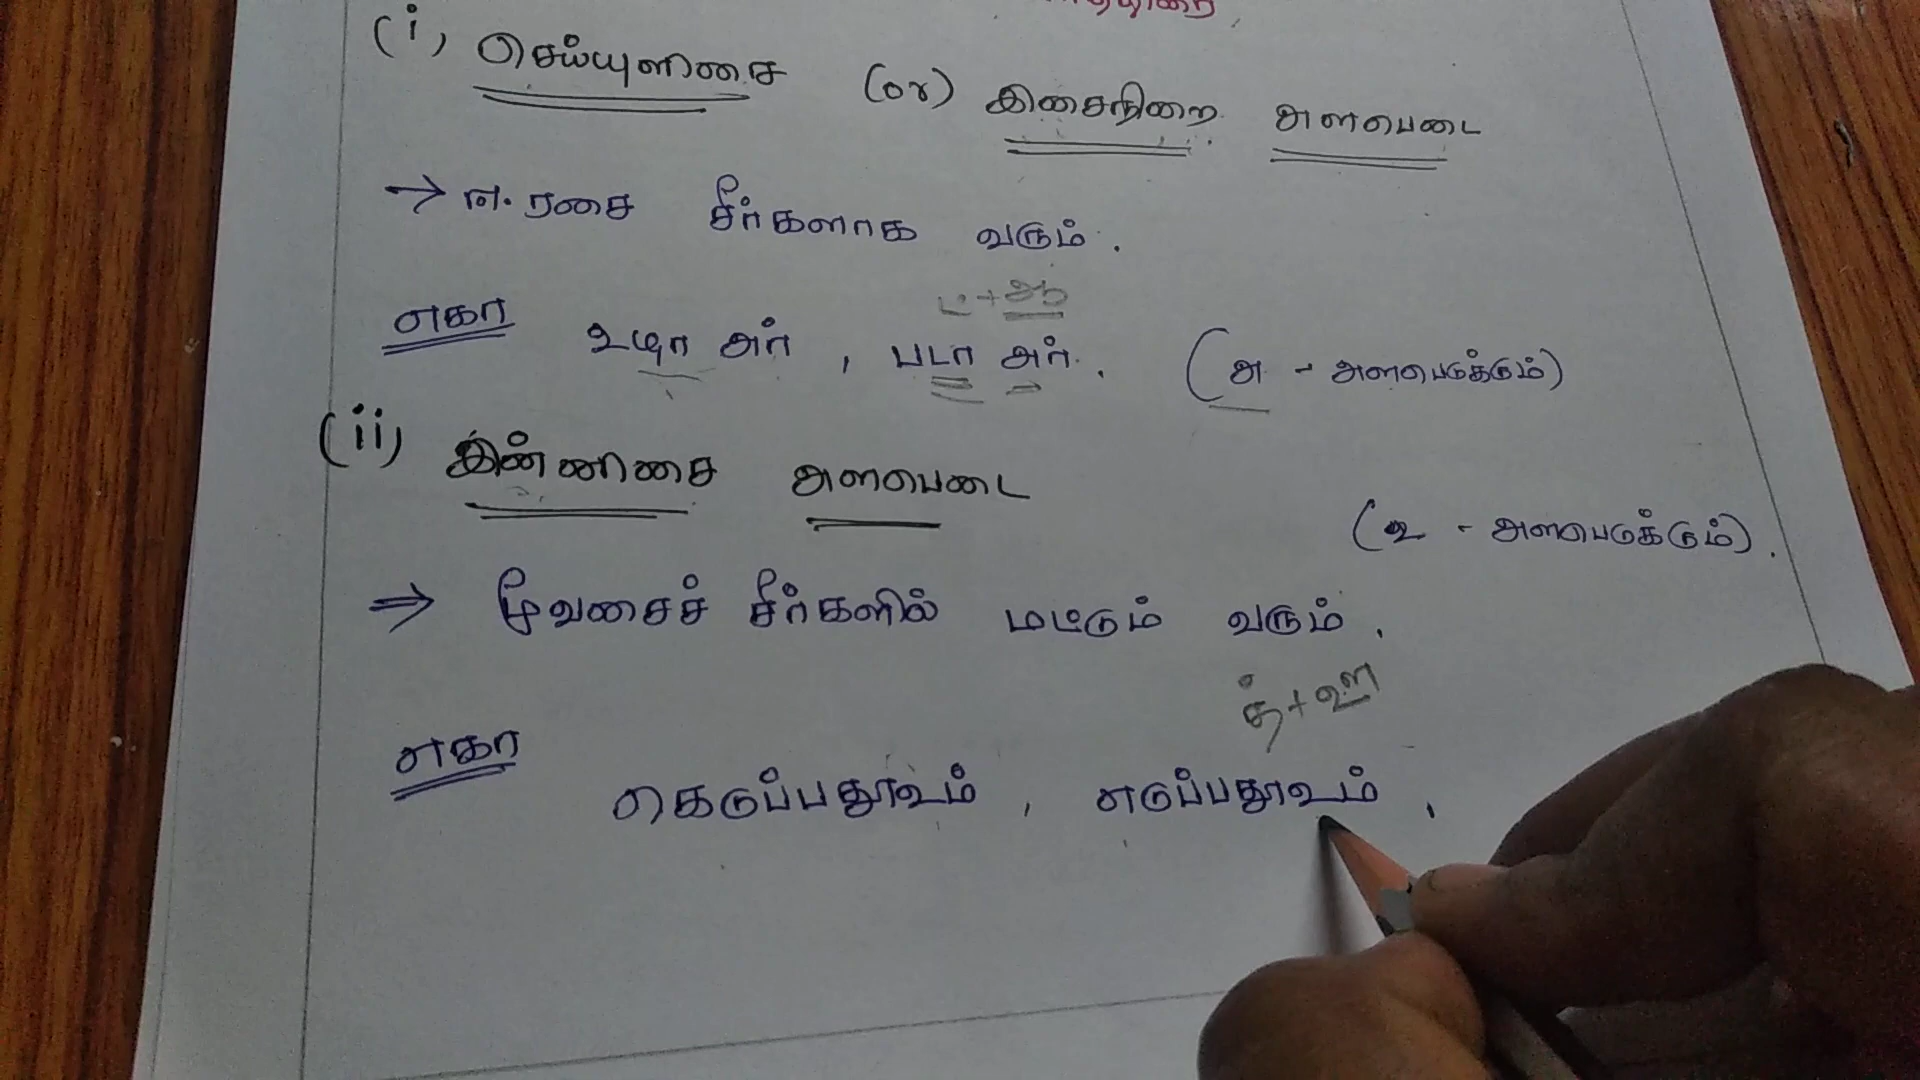 (i) செய்யுளிசை (or) இசைநிறை அளபெடை
→ ஈரசை சீர்களாக வரும்.
எகா உழாஅர், படாஅர். (அ - அளபெடுக்கும்)
ட்+ஆ
(ii) இன்னிசை அளபெடை
(உ - அளபெடுக்கும்).
⇒ மூவசைச் சீர்களில் மட்டும் வரும்.
த்+ஊ
எகா கெடுப்பதூஉம், எடுப்பதூஉம்.